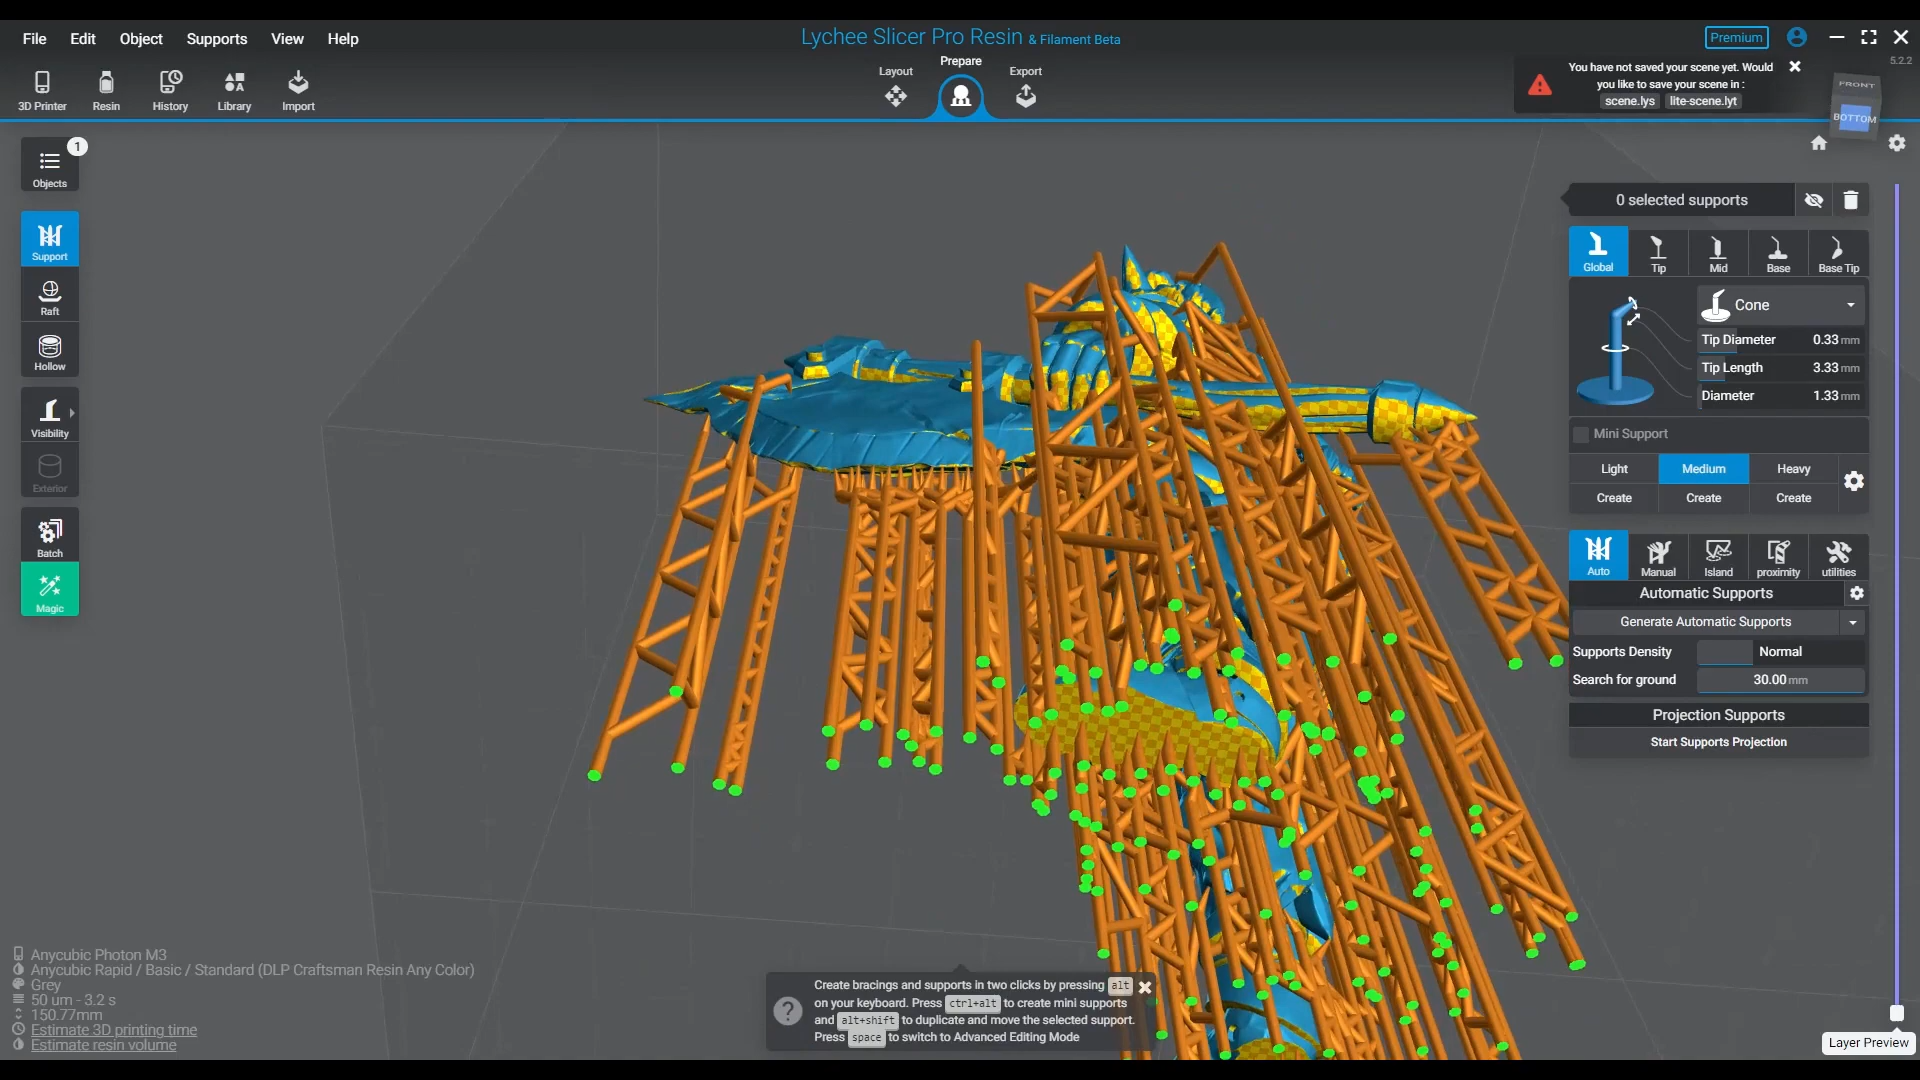 File Edit Object Supports View Help
Lychee Slicer Pro Resin & Filament Beta
Premium
5.2.2
3D Printer Resin History Library Import
Layout Prepare Export
You have not saved your scene yet. Would
you like to save your scene in :
scene.lys lite-scene.lyt
FRONT
BOTTOM
1
Objects
Support
Raft
Hollow
Visibility
Exterior
Batch
Magic
0 selected supports
Global Tip Mid Base Base Tip
Cone
Tip Diameter 0.33 mm
Tip Length 3.33 mm
Diameter 1.33 mm
Mini Support
Light Medium Heavy
Create Create Create
Auto Manual Island proximity utilities
Automatic Supports
Generate Automatic Supports
Supports Density Normal
Search for ground 30.00 mm
Projection Supports
Start Supports Projection
Anycubic Photon M3
Anycubic Rapid / Basic / Standard (DLP Craftsman Resin Any Color)
Grey
50 um - 3.2 s
150.77mm
Estimate 3D printing time
Estimate resin volume
?
Create bracings and supports in two clicks by pressing alt
on your keyboard. Press ctrl+alt to create mini supports
and alt+shift to duplicate and move the selected support.
Press space to switch to Advanced Editing Mode
Layer Preview